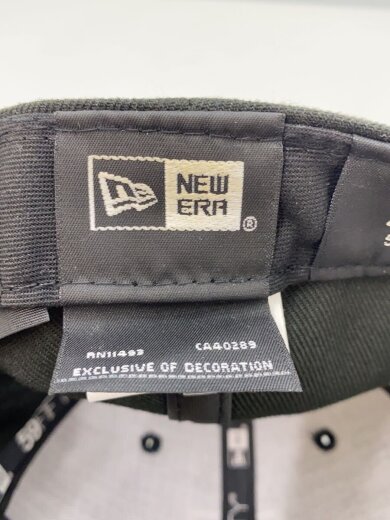 NEW
ERA
®
RN11493 CA40289
EXCLUSIVE OF DECORATION